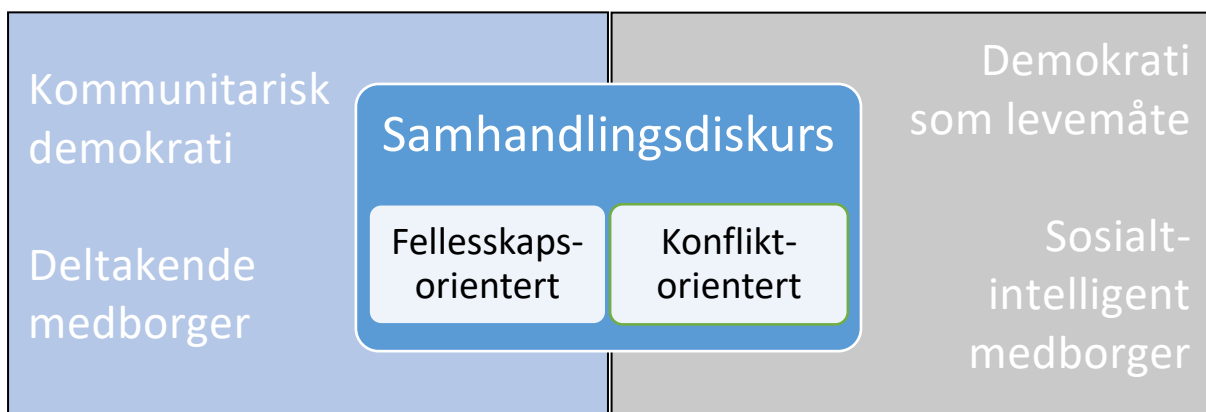 Kommunitarisk
demokrati
Deltakende
medborger
Samhandlingsdiskurs
Fellesskaps-
orientert
Konflikt-
orientert
Demokrati
som levemåte
Sosialt-
intelligent
medborger